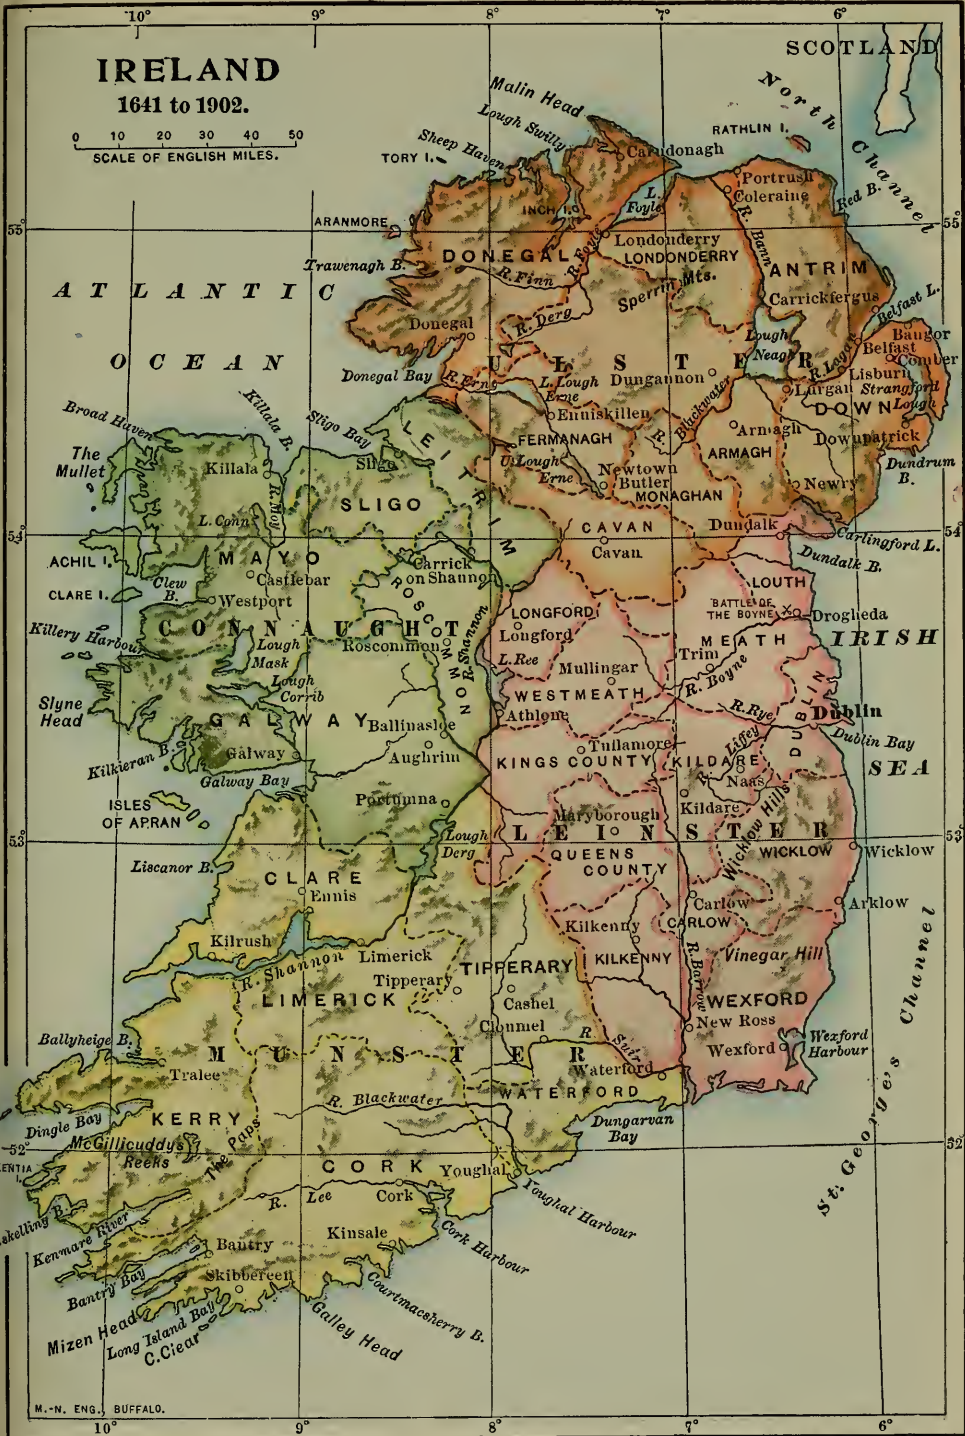 10°
9°
8°
7°
6°
SCOTLAND
IRELAND
1641 to 1902.
0 10 20 30 40 50
SCALE OF ENGLISH MILES.
North Channel
Malin Head
Lough Swilly
Sheep Haven
TORY I.
RATHLIN I.
Carndonagh
Portrush
Coleraine
L. Foyle
INCH I.
Red B.
55°
55°
ARANMORE
Trawenagh B.
DONEGAL
R. Finn
R. Foyle
Londonderry
LONDONDERRY
R. Bann
ANTRIM
Sperrin Mts.
Carrickfergus
Belfast L.
ATLANTIC
OCEAN
R. Derg
Donegal
Donegal Bay
R. Erne
ULSTER
Lough Neagh
Bangor
Belfast
Comber
R. Lagan
Lisburn
L. Lough Erne
Dungannon
Lurgan
Strangford Lough
DOWN
Enniskillen
R. Blackwater
Armagh
ARMAGH
Downpatrick
Dundrum B.
FERMANAGH
U. Lough Erne
Newtown Butler
MONAGHAN
Newry
Broad Haven
Killala B.
Sligo Bay
The Mullet
Killala
Sligo
LEITRIM
SLIGO
R. Moy
L. Conn
CAVAN
Cavan
Dundalk
Carlingford L.
Dundalk B.
54°
54°
ACHIL I.
MAYO
Castlebar
Carrick on Shannon
LOUTH
CLARE I.
Clew B.
Westport
ROSCOMMON
Roscommon
LONGFORD
Longford
BATTLE OF THE BOYNE
Drogheda
Killery Harbour
CONNAUGHT
R. Shannon
MEATH
IRISH
SEA
Lough Mask
Lough Corrib
L. Ree
Mullingar
Trim
R. Boyne
Slyne Head
WESTMEATH
R. Rye
DUBLIN
Dublin
Dublin Bay
GALWAY
Ballinasloe
Athlone
Galway
Aughrim
Tullamore
KINGS COUNTY
KILDARE
R. Liffey
Naas
Kilkieran B.
Galway Bay
ISLES OF ARRAN
Portumna
Maryborough
Kildare
Wicklow Hills
53°
53°
Lough Derg
LEINSTER
WICKLOW
Wicklow
Liscanor B.
QUEENS COUNTY
CLARE
Ennis
Carlow
CARLOW
Arklow
Kilrush
Kilkenny
KILKENNY
R. Shannon
Limerick
Tipperary
TIPPERARY
R. Barrow
Vinegar Hill
LIMERICK
Cashel
WEXFORD
Clonmel
New Ross
Ballyheige B.
MUNSTER
R. Suir
Wexford
Wexford Harbour
Tralee
Waterford
WATERFORD
St. George's Channel
KERRY
R. Blackwater
Dingle Bay
Dungarvan Bay
52°
52°
McGillicuddys Reeks
The Paps
CORK
Youghal
Youghal Harbour
ENTIA I.
skelling B.
Kenmare River
R. Lee
Cork
Cork Harbour
Kinsale
Bantry
Bantry Bay
Skibbereen
Courtmacsherry B.
Mizen Head
Long Island Bay
C. Clear
Galley Head
M.-N. ENG., BUFFALO.
10°
9°
8°
7°
6°